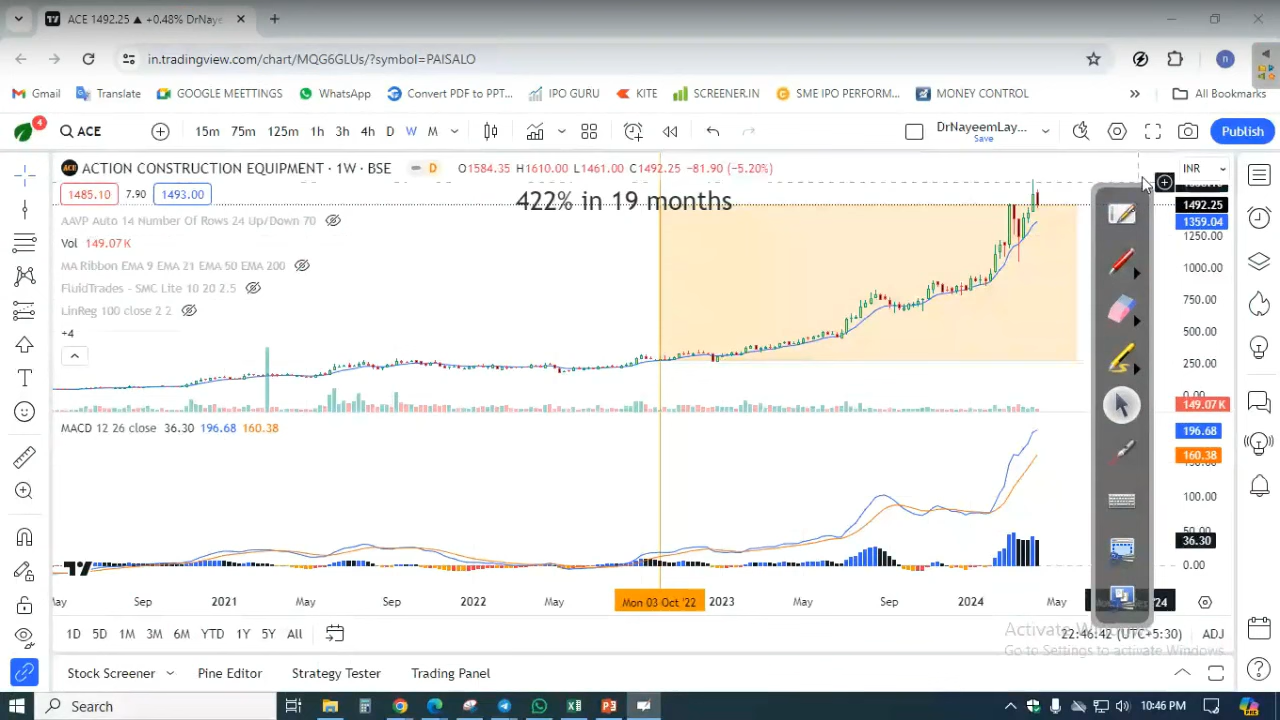 ACE 1492.25 ▲ +0.48% DrNaye
in.tradingview.com/chart/MQG6GLUs/?symbol=PAISALO
n
Gmail Translate GOOGLE MEETTINGS WhatsApp Convert PDF to PPT... IPO GURU KITE SCREENER.IN SME IPO PERFORM... MONEY CONTROL All Bookmarks
4 ACE 15m 75m 125m 1h 3h 4h D W M DrNayeemLay... Save Publish
ACTION CONSTRUCTION EQUIPMENT · 1W · BSE D O1584.35 H1610.00 L1461.00 C1492.25 −81.90 (−5.20%) INR
1485.10 7.90 1493.00
422% in 19 months
1492.25
AAVP Auto 14 Number Of Rows 24 Up/Down 70
1359.04
1250.00
Vol 149.07K
MA Ribbon EMA 9 EMA 21 EMA 50 EMA 200
1000.00
FluidTrades - SMC Lite 10 20 2.5
750.00
LinReg 100 close 2 2
+4
500.00
250.00
0.00
149.07K
MACD 12 26 close 36.30 196.68 160.38
196.68
160.38
100.00
50.00
36.30
0.00
May Sep 2021 May Sep 2022 May Mon 03 Oct '22 2023 May Sep 2024 May
1D 5D 1M 3M 6M YTD 1Y 5Y All 22:46:42 (UTC+5:30) ADJ
Go to Settings to activate Windows.
Stock Screener Pine Editor Strategy Tester Trading Panel
Search 10:46 PM